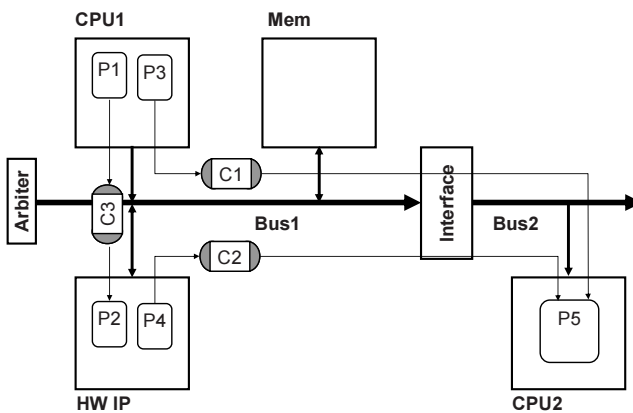 CPU1
Mem
P1
P3
Arbiter
C3
C1
Interface
Bus1
Bus2
C2
P2
P4
P5
HW IP
CPU2